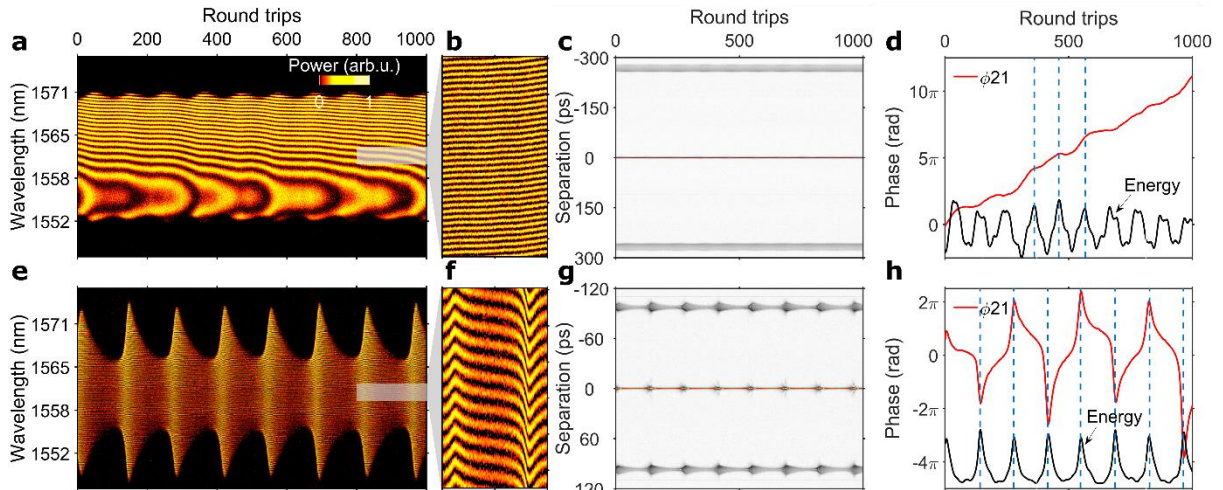 Round trips
Round trips
Round trips
a
0 200 400 600 800 1000
b
c
0 500 1000
d
0 500 1000
Power (arb.u.)
0 1
Wavelength (nm)
1571
1565
1558
1552
Separation (ps)
-300
-150
0
150
300
Phase (rad)
10π
5π
0
ϕ21
Energy
e
f
g
h
Wavelength (nm)
1571
1565
1558
1552
Separation (ps)
-120
-60
0
60
120
Phase (rad)
2π
0
-2π
-4π
ϕ21
Energy